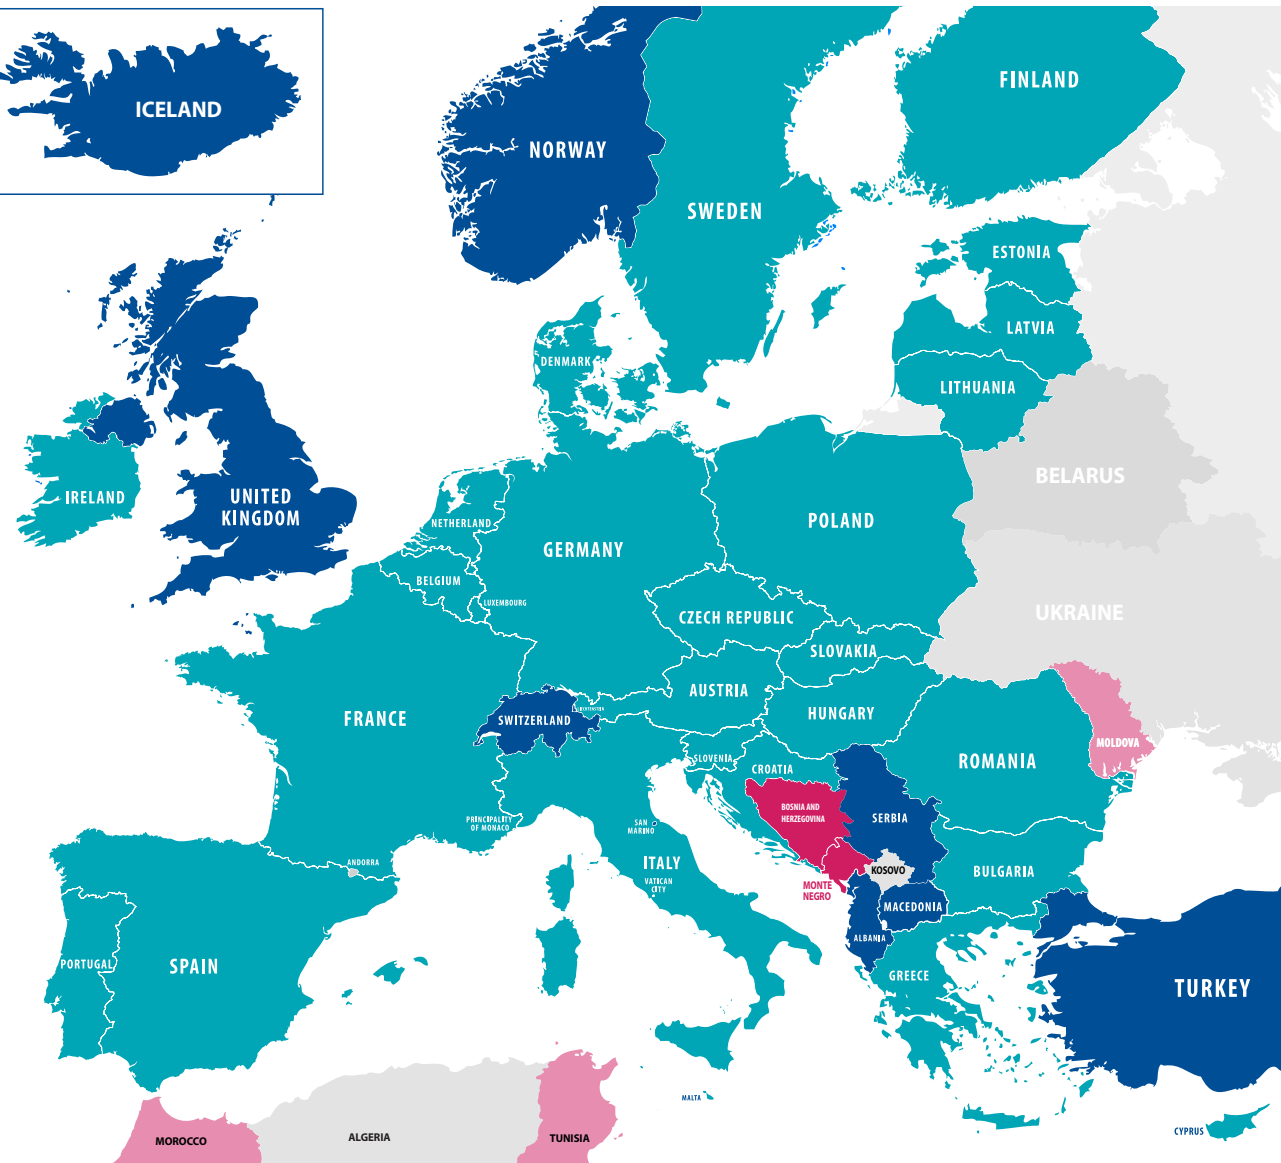 ICELAND
FINLAND
NORWAY
SWEDEN
ESTONIA
LATVIA
DENMARK
LITHUANIA
BELARUS
IRELAND
UNITED
KINGDOM
NETHERLAND
POLAND
GERMANY
BELGIUM
LUXEMBOURG
UKRAINE
CZECH REPUBLIC
SLOVAKIA
AUSTRIA
LIECHTENSTEIN
HUNGARY
FRANCE
SWITZERLAND
MOLDOVA
SLOVENIA
ROMANIA
CROATIA
BOSNIA AND
HERZEGOVINA
SERBIA
PRINCIPALITY
OF MONACO
SAN
MARINO
ANDORRA
ITALY
KOSOVO
BULGARIA
VATICAN
CITY
MONTE
NEGRO
MACEDONIA
ALBANIA
PORTUGAL
SPAIN
GREECE
TURKEY
MALTA
CYPRUS
MOROCCO
ALGERIA
TUNISIA